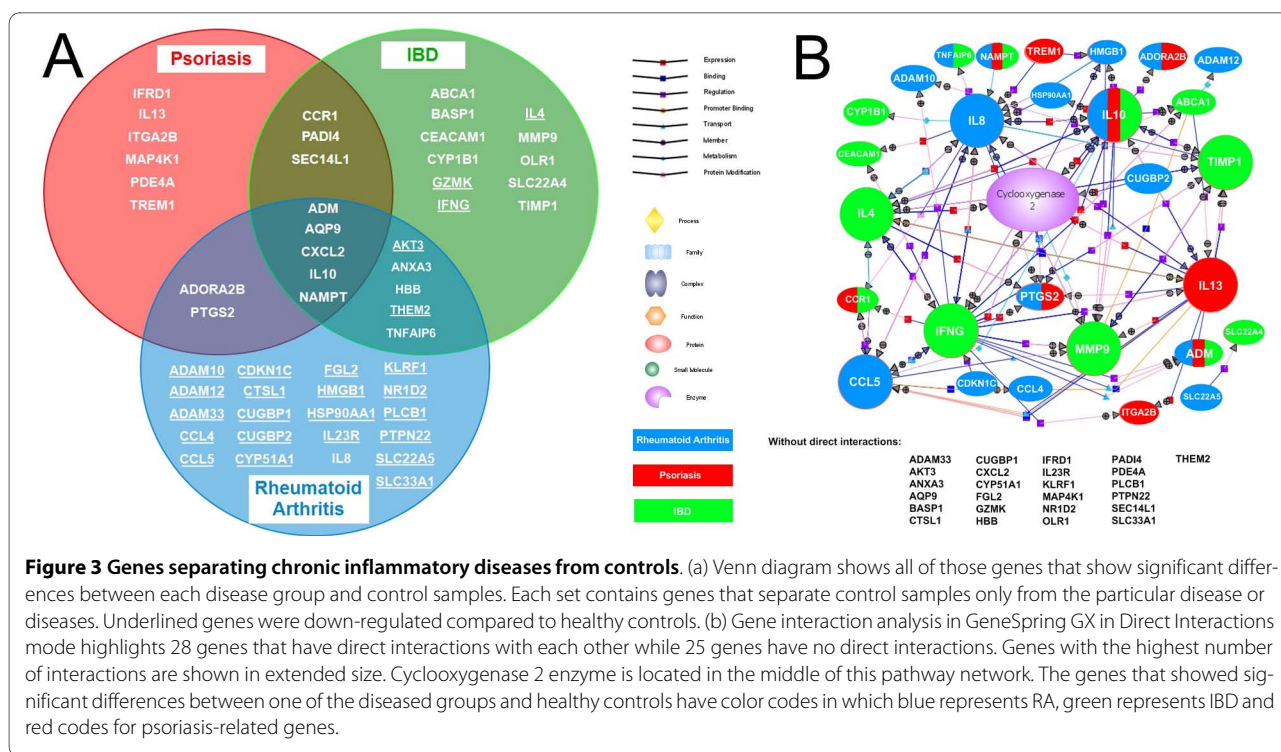 A
Psoriasis
IFRD1
IL13
ITGA2B
MAP4K1
PDE4A
TREM1
IBD
CCR1
PADI4
SEC14L1
ABCA1
BASP1
CEACAM1
CYP1B1
GZMK
IFNG
IL4
MMP9
OLR1
SLC22A4
TIMP1
ADM
AQP9
CXCL2
IL10
NAMPT
ADORA2B
PTGS2
AKT3
ANXA3
HBB
THEM2
TNFAIP6
ADAM10 CDKN1C FGL2 KLRF1
ADAM12 CTSL1 HMGB1 NR1D2
ADAM33 CUGBP1 HSP90AA1 PLCB1
CCL4 CUGBP2 IL23R PTPN22
CCL5 CYP51A1 IL8 SLC22A5
SLC33A1
Rheumatoid
Arthritis
Expression
Binding
Regulation
Promoter Binding
Transport
Member
Metabolism
Protein Modification
Process
Family
Complex
Function
Protein
Small Molecule
Enzyme
Rheumatoid Arthritis
Psoriasis
IBD
B
TNFAIP6
NAMPT
TREM1
HMGB1
ADORA2B
ADAM12
ADAM10
HSP90AA1
CYP1B1
IL8
IL10
ABCA1
CEACAM1
TIMP1
CUGBP2
Cyclooxygenase
2
IL4
IL13
CCR1
PTGS2
IFNG
MMP9
SLC22A4
ADM
CCL5
CDKN1C
CCL4
SLC22A5
ITGA2B
Without direct interactions:
ADAM33 CUGBP1 IFRD1 PADI4 THEM2
AKT3 CXCL2 IL23R PDE4A
ANXA3 CYP51A1 KLRF1 PLCB1
AQP9 FGL2 MAP4K1 PTPN22
BASP1 GZMK NR1D2 SEC14L1
CTSL1 HBB OLR1 SLC33A1
Figure 3 Genes separating chronic inflammatory diseases from controls. (a) Venn diagram shows all of those genes that show significant differ-
ences between each disease group and control samples. Each set contains genes that separate control samples only from the particular disease or
diseases. Underlined genes were down-regulated compared to healthy controls. (b) Gene interaction analysis in GeneSpring GX in Direct Interactions
mode highlights 28 genes that have direct interactions with each other while 25 genes have no direct interactions. Genes with the highest number
of interactions are shown in extended size. Cyclooxygenase 2 enzyme is located in the middle of this pathway network. The genes that showed sig-
nificant differences between one of the diseased groups and healthy controls have color codes in which blue represents RA, green represents IBD and
red codes for psoriasis-related genes.